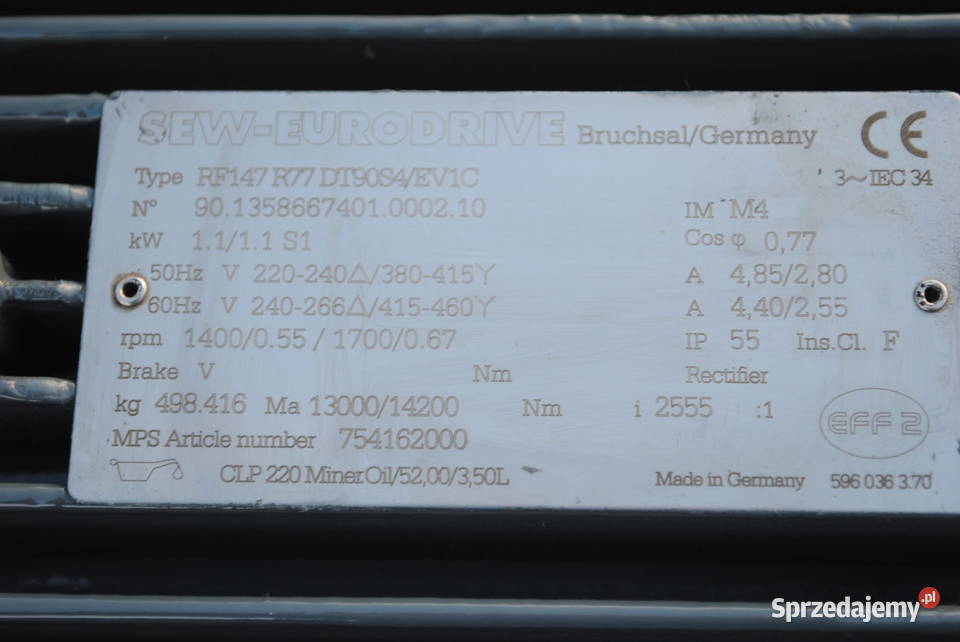 SEW-EURODRIVE Bruchsal/Germany CE
Type RF147 R77 DT90S4/EV1C 3~IEC 34
N° 90.1358667401.0002.10 IM M4
kW 1.1/1.1 S1 Cos φ 0,77
50Hz V 220-240△/380-415Y A 4,85/2,80
60Hz V 240-266△/415-460Y A 4,40/2,55
rpm 1400/0.55 / 1700/0.67 IP 55 Ins.Cl. F
Brake V Nm Rectifier
kg 498.416 Ma 13000/14200 Nm i 2555 :1
EFF 2
MPS Article number 754162000
CLP 220 Miner.Oil/52,00/3,50L Made in Germany 596 036 3.70
Sprzedajemy.pl